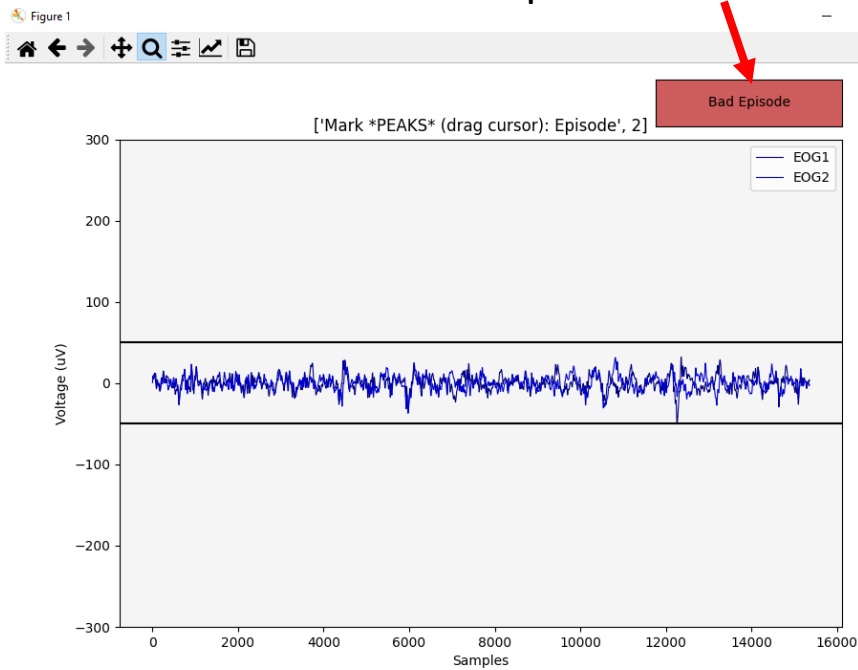 Figure 1
Bad Episode
['Mark *PEAKS* (drag cursor): Episode', 2]
EOG1
EOG2
300
200
100
0
−100
−200
−300
Voltage (uV)
0 2000 4000 6000 8000 10000 12000 14000 16000
Samples